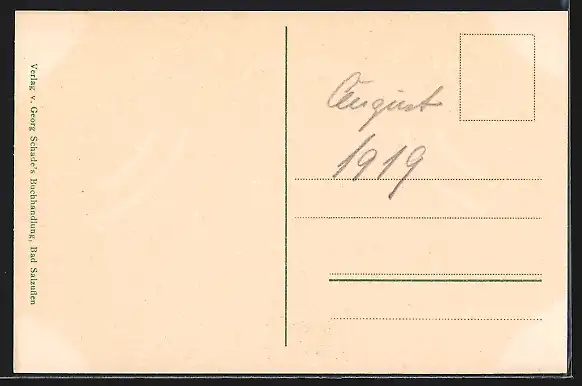 Verlag v. Georg Schade's Buchhandlung, Bad Salzuflen
August
1919